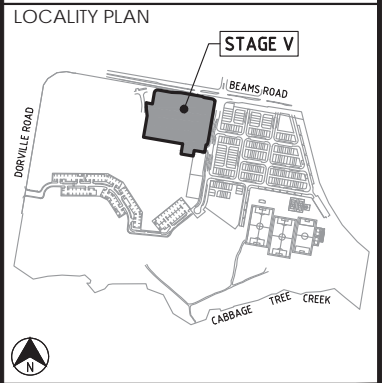 LOCALITY PLAN
STAGE V
BEAMS ROAD
DORVILLE ROAD
CABBAGE TREE CREEK
N